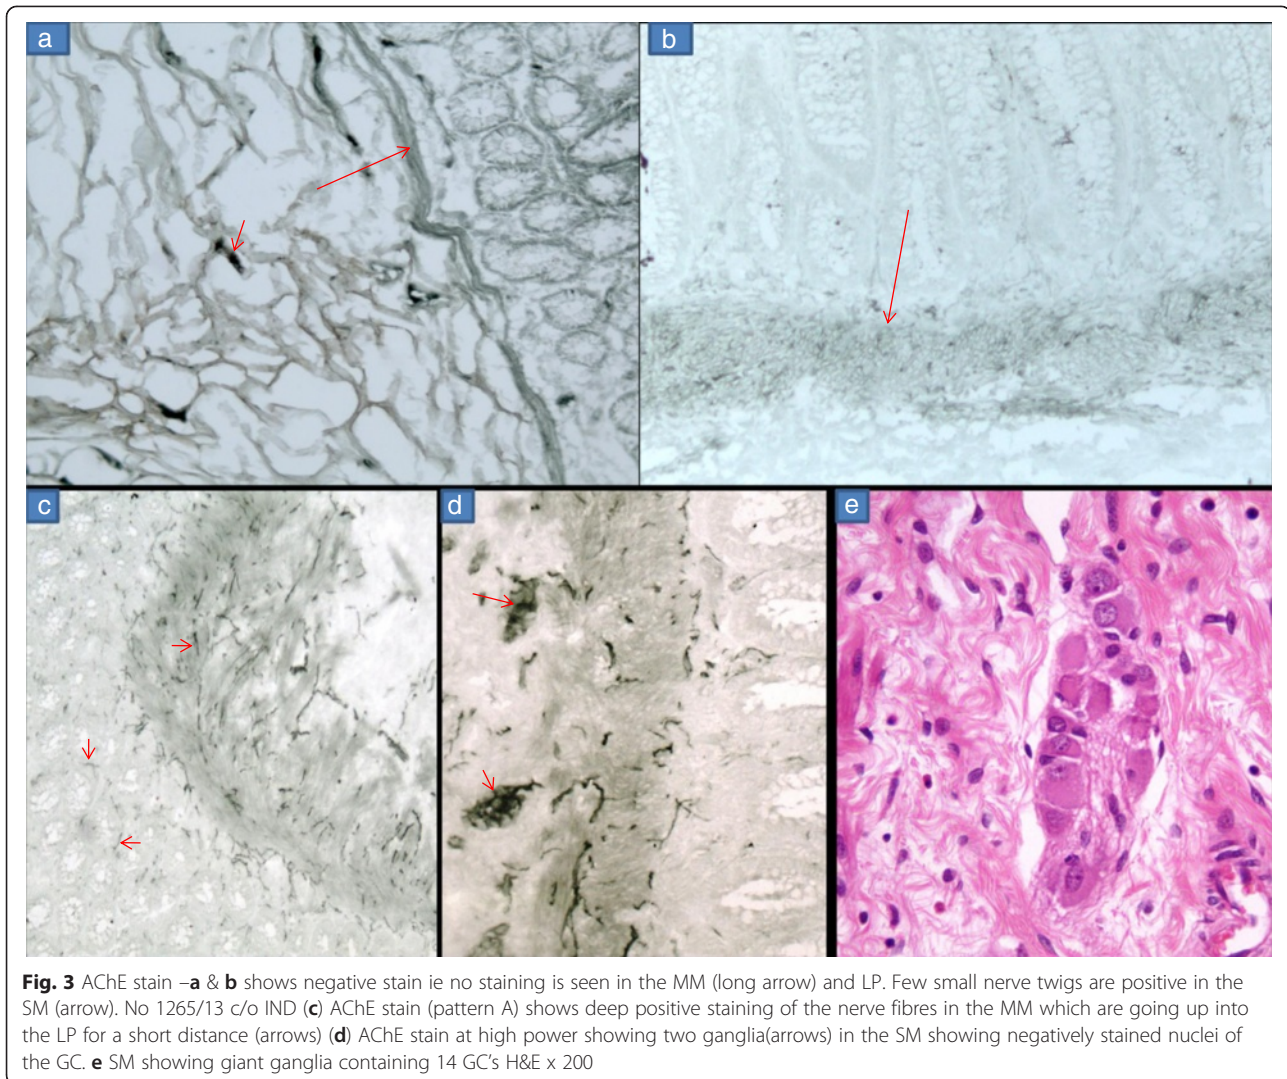 a
b
c
d
e
Fig. 3 AChE stain –a & b shows negative stain ie no staining is seen in the MM (long arrow) and LP. Few small nerve twigs are positive in the
SM (arrow). No 1265/13 c/o IND (c) AChE stain (pattern A) shows deep positive staining of the nerve fibres in the MM which are going up into
the LP for a short distance (arrows) (d) AChE stain at high power showing two ganglia(arrows) in the SM showing negatively stained nuclei of
the GC. e SM showing giant ganglia containing 14 GC's H&E x 200